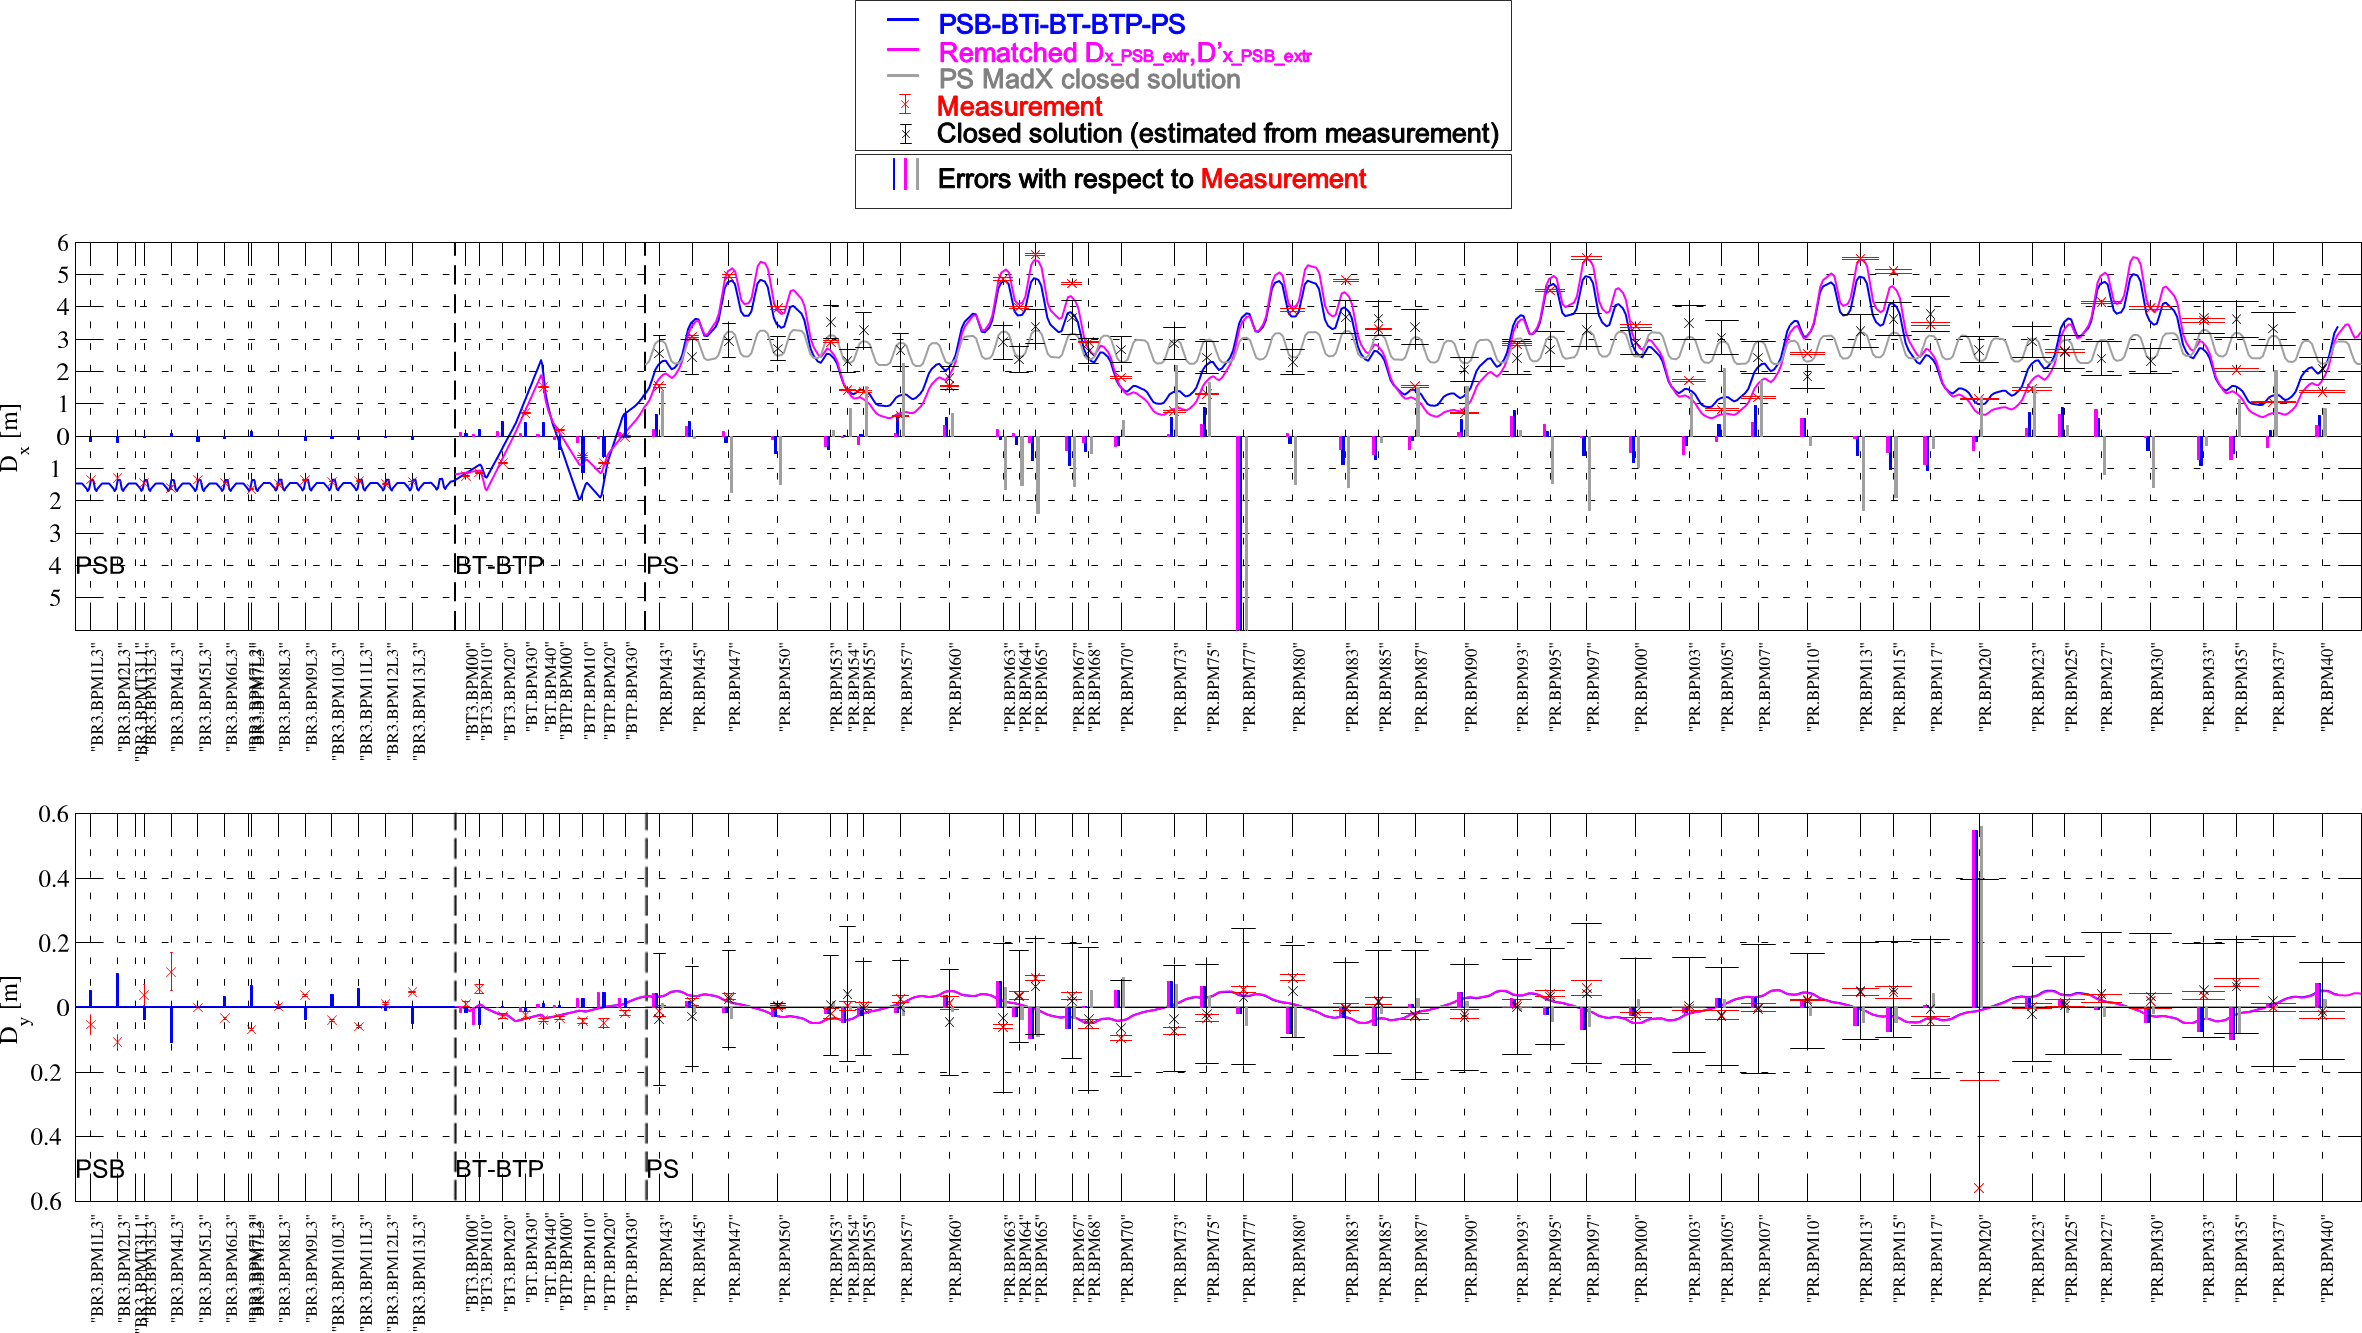 PSB-BTi-BT-BTP-PS
Rematched Dx_PSB_extr,D'x_PSB_extr
PS MadX closed solution
Measurement
Closed solution (estimated from measurement)
Errors with respect to Measurement
6
5
4
3
2
1
0
1
2
3
4
5
Dx [m]
PSB
BT-BTP
PS
"BR3.BPM1L3"
"BR3.BPM2L3"
"BR3.BPMT3L1"
"BR3.BPM3L3"
"BR3.BPM4L3"
"BR3.BPM5L3"
"BR3.BPM6L3"
"BR3.BPM7L3"
"BR3.BPM8L3"
"BR3.BPM9L3"
"BR3.BPM10L3"
"BR3.BPM11L3"
"BR3.BPM12L3"
"BR3.BPM13L3"
"BT3.BPM00"
"BT3.BPM10"
"BT3.BPM20"
"BT.BPM30"
"BT.BPM40"
"BTP.BPM00"
"BTP.BPM10"
"BTP.BPM20"
"BTP.BPM30"
"PR.BPM43"
"PR.BPM45"
"PR.BPM47"
"PR.BPM50"
"PR.BPM53"
"PR.BPM54"
"PR.BPM55"
"PR.BPM57"
"PR.BPM60"
"PR.BPM63"
"PR.BPM64"
"PR.BPM65"
"PR.BPM67"
"PR.BPM68"
"PR.BPM70"
"PR.BPM73"
"PR.BPM75"
"PR.BPM77"
"PR.BPM80"
"PR.BPM83"
"PR.BPM85"
"PR.BPM87"
"PR.BPM90"
"PR.BPM93"
"PR.BPM95"
"PR.BPM97"
"PR.BPM00"
"PR.BPM03"
"PR.BPM05"
"PR.BPM07"
"PR.BPM10"
"PR.BPM13"
"PR.BPM15"
"PR.BPM17"
"PR.BPM20"
"PR.BPM23"
"PR.BPM25"
"PR.BPM27"
"PR.BPM30"
"PR.BPM33"
"PR.BPM35"
"PR.BPM37"
"PR.BPM40"
0.6
0.4
0.2
0
0.2
0.4
0.6
Dy [m]
PSB
BT-BTP
PS
"BR3.BPM1L3"
"BR3.BPM2L3"
"BR3.BPMT3L1"
"BR3.BPM3L3"
"BR3.BPM4L3"
"BR3.BPM5L3"
"BR3.BPM6L3"
"BR3.BPM7L3"
"BR3.BPM8L3"
"BR3.BPM9L3"
"BR3.BPM10L3"
"BR3.BPM11L3"
"BR3.BPM12L3"
"BR3.BPM13L3"
"BT3.BPM00"
"BT3.BPM10"
"BT3.BPM20"
"BT.BPM30"
"BT.BPM40"
"BTP.BPM00"
"BTP.BPM10"
"BTP.BPM20"
"BTP.BPM30"
"PR.BPM43"
"PR.BPM45"
"PR.BPM47"
"PR.BPM50"
"PR.BPM53"
"PR.BPM54"
"PR.BPM55"
"PR.BPM57"
"PR.BPM60"
"PR.BPM63"
"PR.BPM64"
"PR.BPM65"
"PR.BPM67"
"PR.BPM68"
"PR.BPM70"
"PR.BPM73"
"PR.BPM75"
"PR.BPM77"
"PR.BPM80"
"PR.BPM83"
"PR.BPM85"
"PR.BPM87"
"PR.BPM90"
"PR.BPM93"
"PR.BPM95"
"PR.BPM97"
"PR.BPM00"
"PR.BPM03"
"PR.BPM05"
"PR.BPM07"
"PR.BPM10"
"PR.BPM13"
"PR.BPM15"
"PR.BPM17"
"PR.BPM20"
"PR.BPM23"
"PR.BPM25"
"PR.BPM27"
"PR.BPM30"
"PR.BPM33"
"PR.BPM35"
"PR.BPM37"
"PR.BPM40"